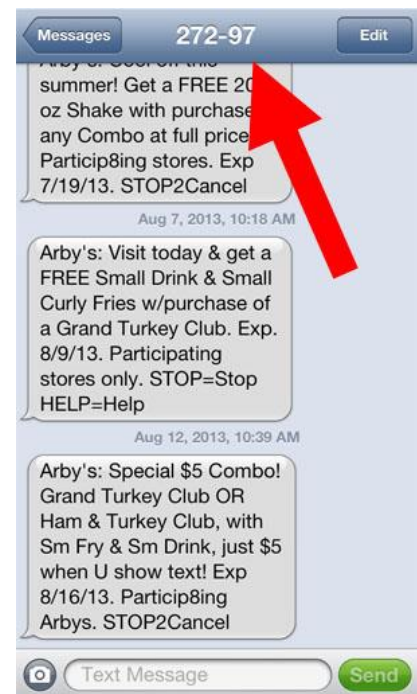 Messages
272-97
Edit
summer! Get a FREE 20
oz Shake with purchase
any Combo at full price
Particip8ing stores. Exp
7/19/13. STOP2Cancel
Aug 7, 2013, 10:18 AM
Arby's: Visit today & get a
FREE Small Drink & Small
Curly Fries w/purchase of
a Grand Turkey Club. Exp.
8/9/13. Participating
stores only. STOP=Stop
HELP=Help
Aug 12, 2013, 10:39 AM
Arby's: Special $5 Combo!
Grand Turkey Club OR
Ham & Turkey Club, with
Sm Fry & Sm Drink, just $5
when U show text! Exp
8/16/13. Particip8ing
Arbys. STOP2Cancel
Text Message
Send